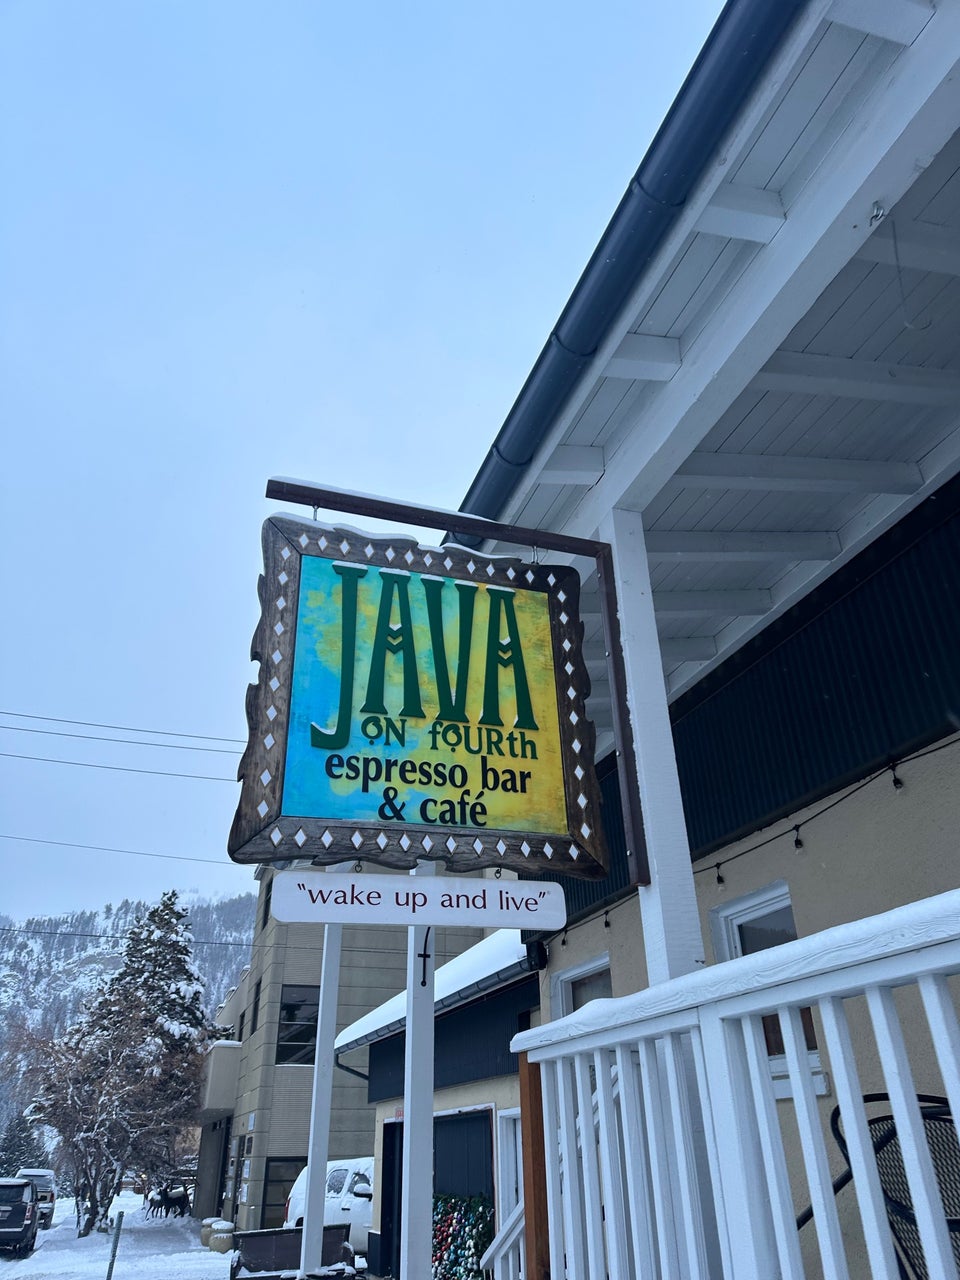 JAVA
ON fOURth
espresso bar
& café
"wake up and live"